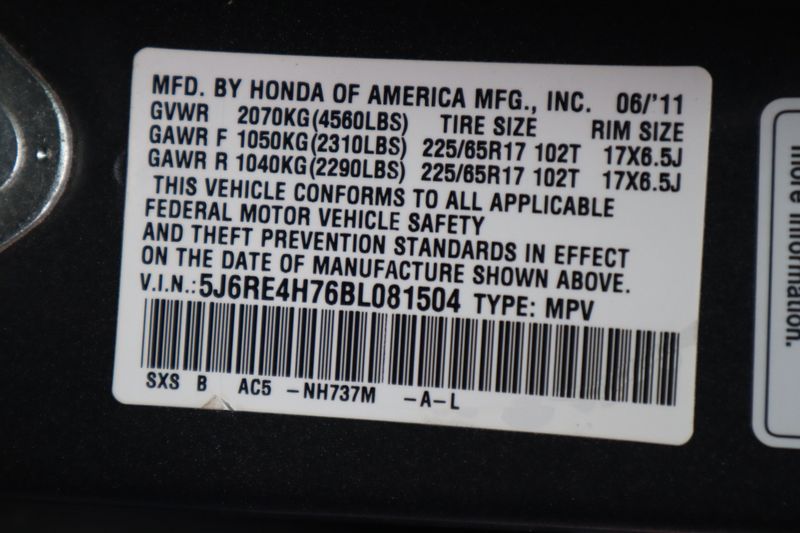 MFD. BY HONDA OF AMERICA MFG., INC. 06/'11
GVWR 2070KG(4560LBS) TIRE SIZE RIM SIZE
GAWR F 1050KG(2310LBS) 225/65R17 102T 17X6.5J
GAWR R 1040KG(2290LBS) 225/65R17 102T 17X6.5J
THIS VEHICLE CONFORMS TO ALL APPLICABLE
FEDERAL MOTOR VEHICLE SAFETY
AND THEFT PREVENTION STANDARDS IN EFFECT
ON THE DATE OF MANUFACTURE SHOWN ABOVE.
V.I.N.:5J6RE4H76BL081504 TYPE: MPV
SXS B AC5 -NH737M -A-L
more information.